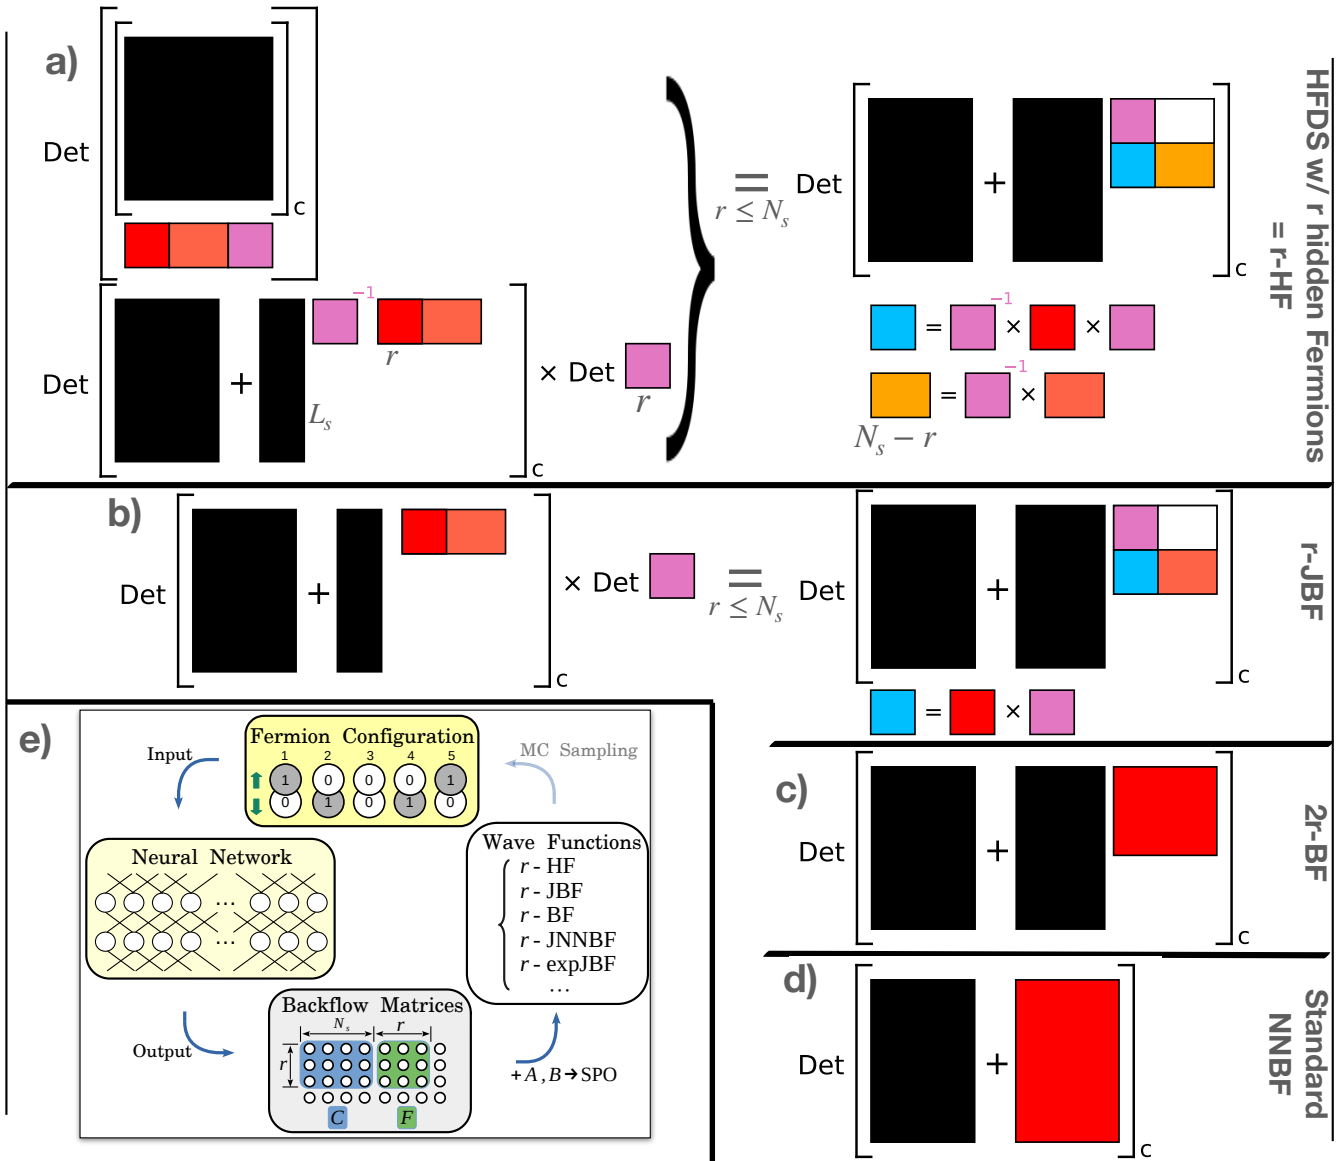 a)
Det
c
Det
+
-1
r
L_s
c
× Det
r
=
r ≤ N_s
Det
+
c
= -1 × ×
= -1 ×
N_s − r
HFDS w/ r hidden Fermions
= r-HF
b)
Det
+
c
× Det
=
r ≤ N_s
Det
+
c
= ×
r-JBF
c)
Det
+
c
2r-BF
d)
Det
+
c
Standard
NNBF
e)
Fermion Configuration
1 2 3 4 5
1 0 0 0 1
0 1 0 1 0
Input
MC Sampling
Neural Network
...
...
Wave Functions
r - HF
r - JBF
r - BF
r - JNNBF
r - expJBF
...
Output
Backflow Matrices
N_s r
r
C F
+ A , B → SPO